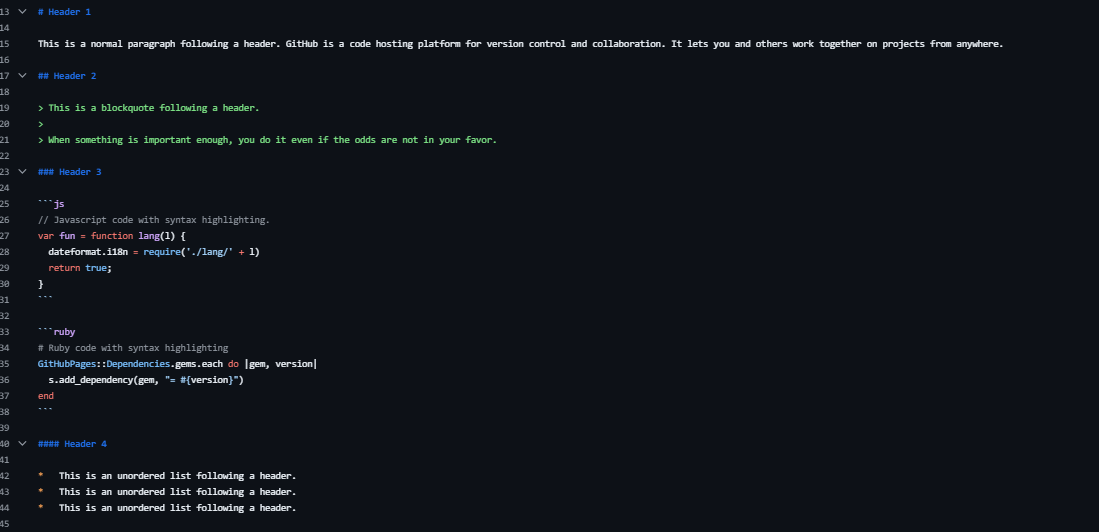 13 # Header 1
14
15 This is a normal paragraph following a header. GitHub is a code hosting platform for version control and collaboration. It lets you and others work together on projects from anywhere.
16
17 ## Header 2
18
19 > This is a blockquote following a header.
20 >
21 > When something is important enough, you do it even if the odds are not in your favor.
22
23 ### Header 3
24
25 ```js
26 // Javascript code with syntax highlighting.
27 var fun = function lang(l) {
28   dateformat.i18n = require('./lang/' + l)
29   return true;
30 }
31 ```
32
33 ```ruby
34 # Ruby code with syntax highlighting
35 GitHubPages::Dependencies.gems.each do |gem, version|
36   s.add_dependency(gem, "= #{version}")
37 end
38 ```
39
40 #### Header 4
41
42 *   This is an unordered list following a header.
43 *   This is an unordered list following a header.
44 *   This is an unordered list following a header.
45